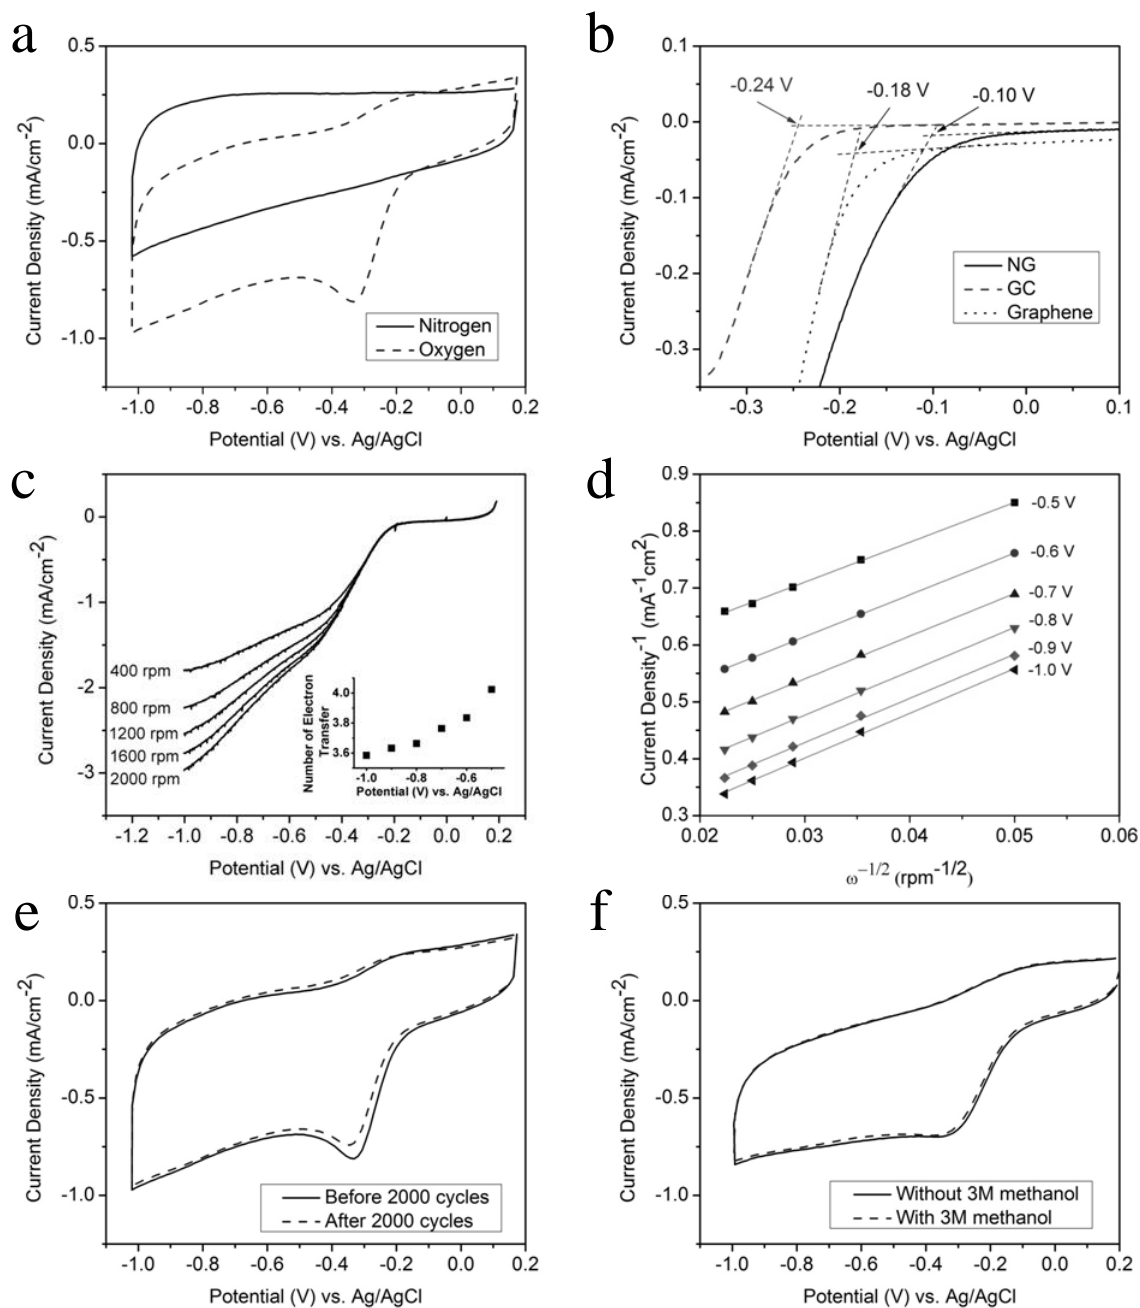 a
0.5
0.0
-0.5
-1.0
Current Density (mA/cm⁻²)
Nitrogen
Oxygen
-1.0 -0.8 -0.6 -0.4 -0.2 0.0 0.2
Potential (V) vs. Ag/AgCl
b
0.1
0.0
-0.1
-0.2
-0.3
Current Density (mA/cm⁻²)
-0.24 V
-0.18 V
-0.10 V
NG
GC
Graphene
-0.3 -0.2 -0.1 0.0 0.1
Potential (V) vs. Ag/AgCl
c
0
-1
-2
-3
Current Density (mA/cm⁻²)
400 rpm
800 rpm
1200 rpm
1600 rpm
2000 rpm
Number of Electron
Transfer
4.0
3.8
3.6
-1.0 -0.8 -0.6
Potential (V) vs. Ag/AgCl
-1.2 -1.0 -0.8 -0.6 -0.4 -0.2 0.0 0.2
Potential (V) vs. Ag/AgCl
d
0.9
0.8
0.7
0.6
0.5
0.4
0.3
Current Density⁻¹ (mA⁻¹cm²)
-0.5 V
-0.6 V
-0.7 V
-0.8 V
-0.9 V
-1.0 V
0.02 0.03 0.04 0.05 0.06
ω⁻¹/² (rpm⁻¹/²)
e
0.5
0.0
-0.5
-1.0
Current Density (mA/cm⁻²)
Before 2000 cycles
After 2000 cycles
-1.0 -0.8 -0.6 -0.4 -0.2 0.0 0.2
Potential (V) vs. Ag/AgCl
f
0.5
0.0
-0.5
-1.0
Current Density (mA/cm⁻²)
Without 3M methanol
With 3M methanol
-1.0 -0.8 -0.6 -0.4 -0.2 0.0 0.2
Potential (V) vs. Ag/AgCl